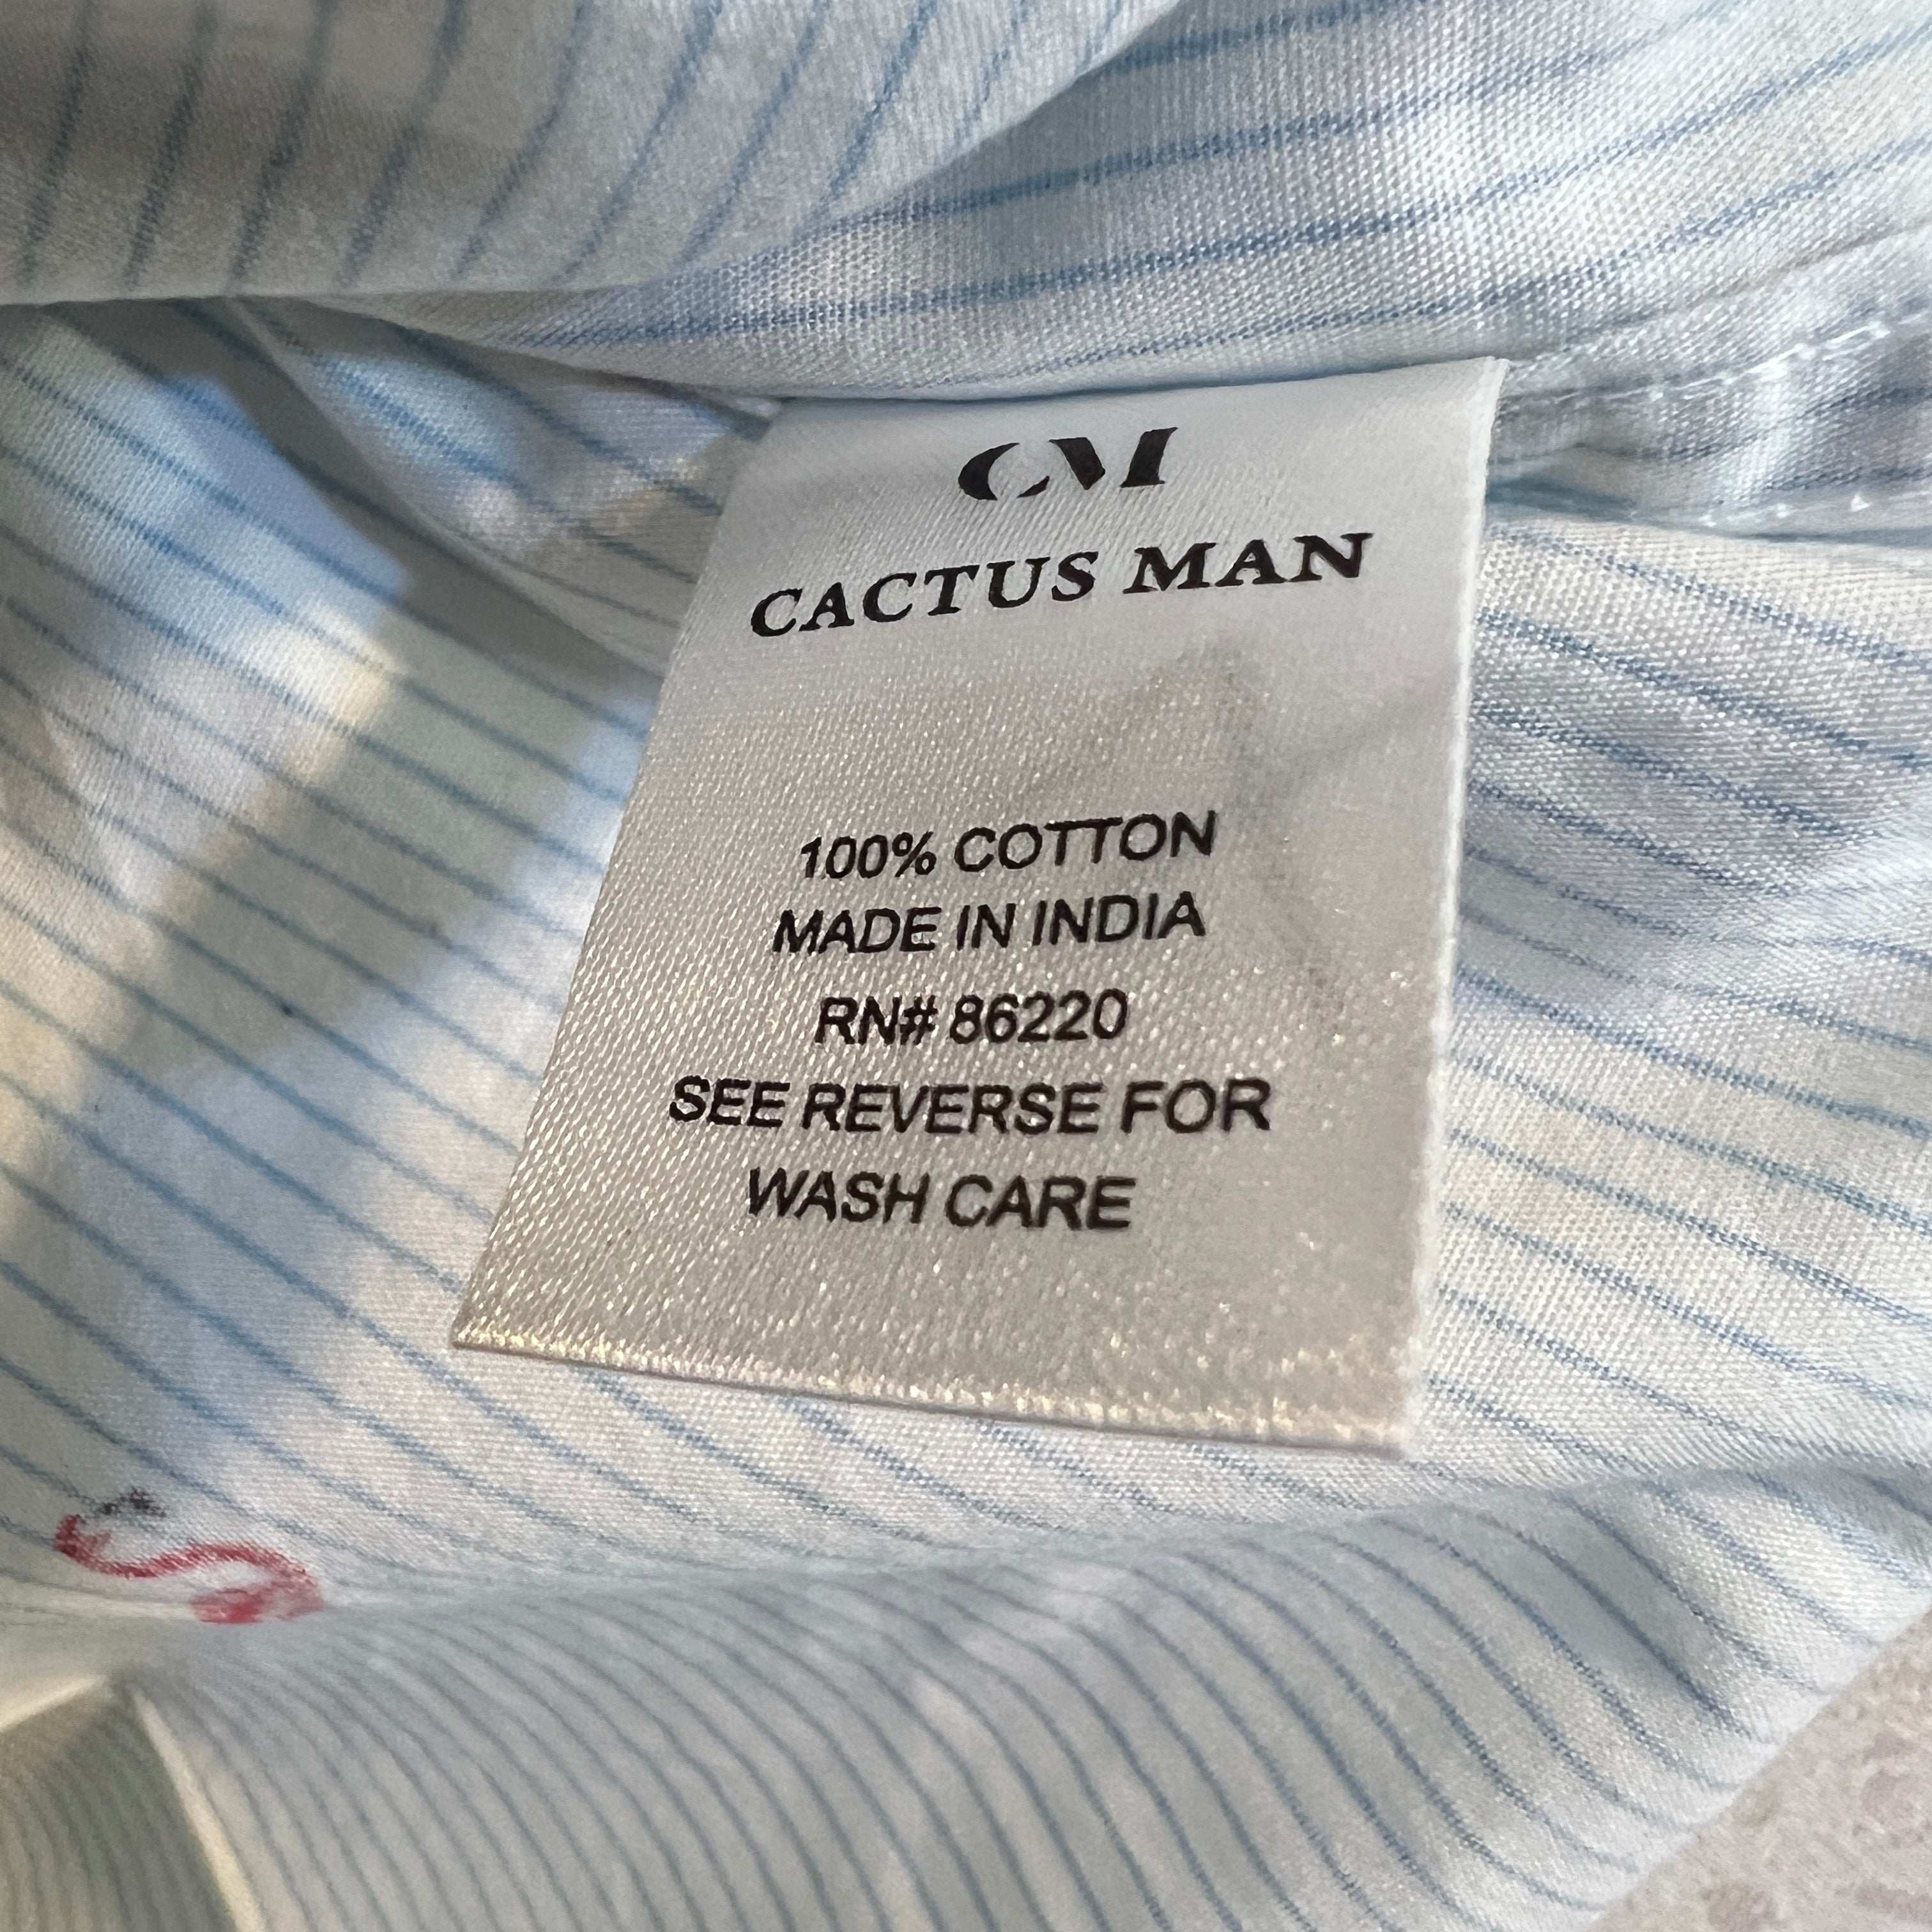 CM
CACTUS MAN
100% COTTON
MADE IN INDIA
RN# 86220
SEE REVERSE FOR
WASH CARE